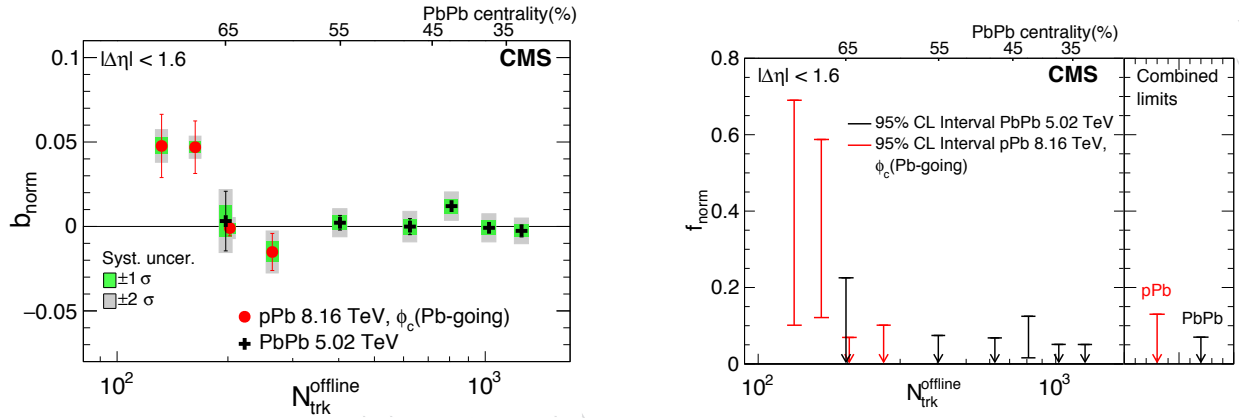 PbPb centrality(%)
65 55 45 35
0.1
|Δη| < 1.6
CMS
0.05
0
−0.05
b_norm
Syst. uncer.
±1 σ
±2 σ
pPb 8.16 TeV, ϕ_c(Pb-going)
PbPb 5.02 TeV
10^2 10^3
N_trk^offline
PbPb centrality(%)
65 55 45 35
0.8
|Δη| < 1.6
CMS
Combined
limits
95% CL Interval PbPb 5.02 TeV
95% CL Interval pPb 8.16 TeV,
ϕ_c(Pb-going)
0.6
0.4
0.2
0
f_norm
pPb
PbPb
10^2 10^3
N_trk^offline